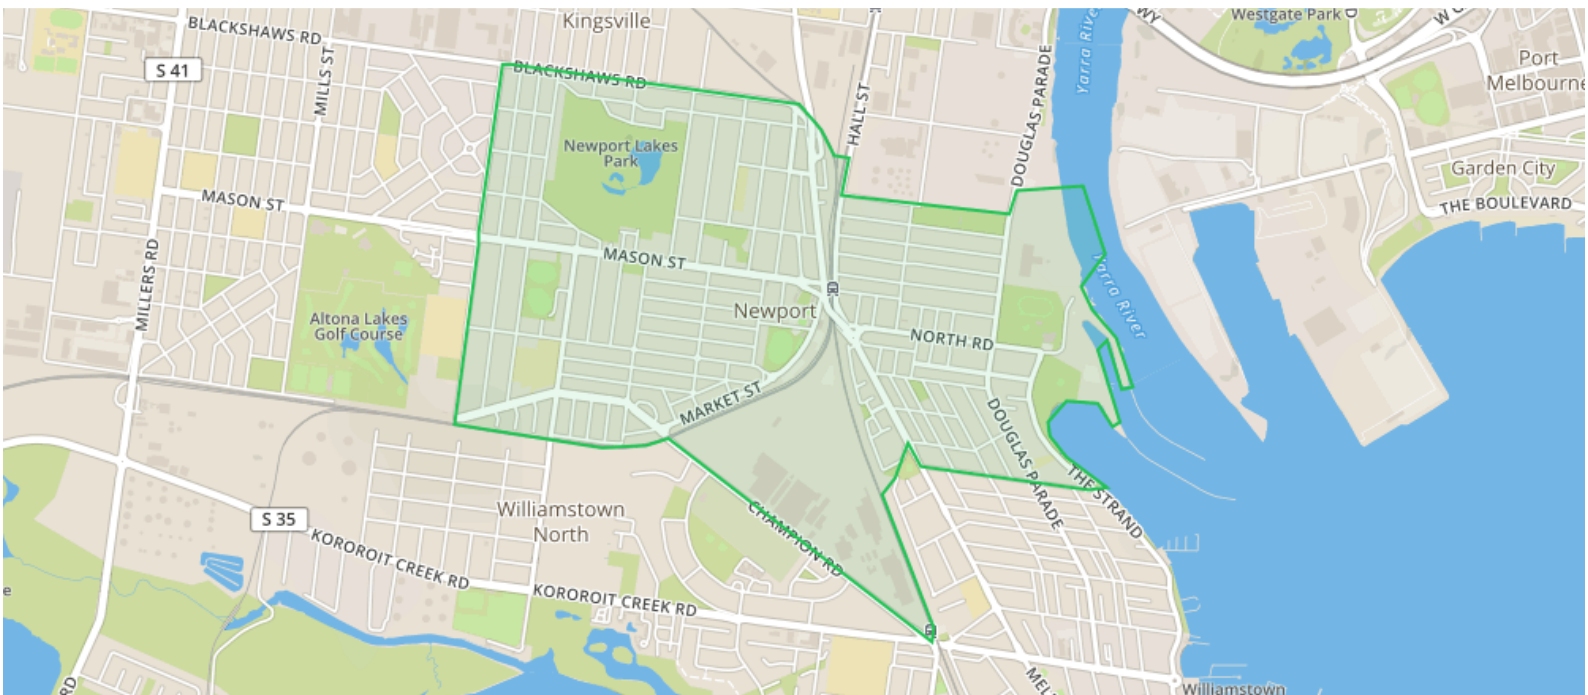 Kingsville
Westgate Park
BLACKSHAWS RD
S 41
MILLS ST
BLACKSHAWS RD
HALL ST
DOUGLAS PARADE
Yarra River
WY
Port
Melbourne
Newport Lakes
Park
Garden City
MASON ST
THE BOULEVARD
MILLERS RD
MASON ST
Yarra River
Newport
Altona Lakes
Golf Course
NORTH RD
MARKET ST
DOUGLAS PARADE
THE STRAND
S 35
Williamstown
North
CHAMPION RD
KOROROIT CREEK RD
KOROROIT CREEK RD
RD
Williamstown